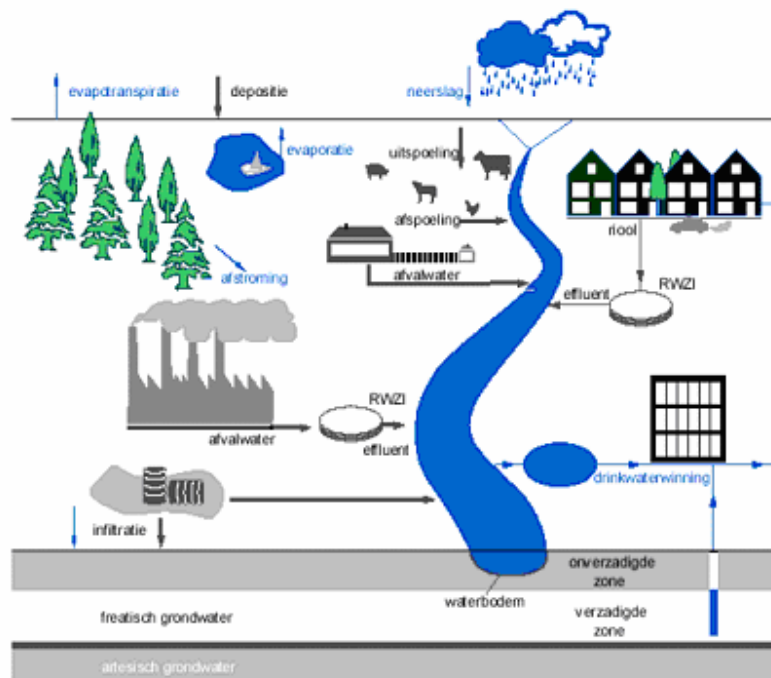 evapotranspiratie
depositie
neerslag
evaporatie
uitspoeling
afspoeling
afstroming
riool
afvalwater
effluent
RWZI
RWZI
afvalwater
effluent
drinkwaterwinning
infiltratie
onverzadigde
zone
waterbodem
freatisch grondwater
verzadigde
zone
artesisch grondwater